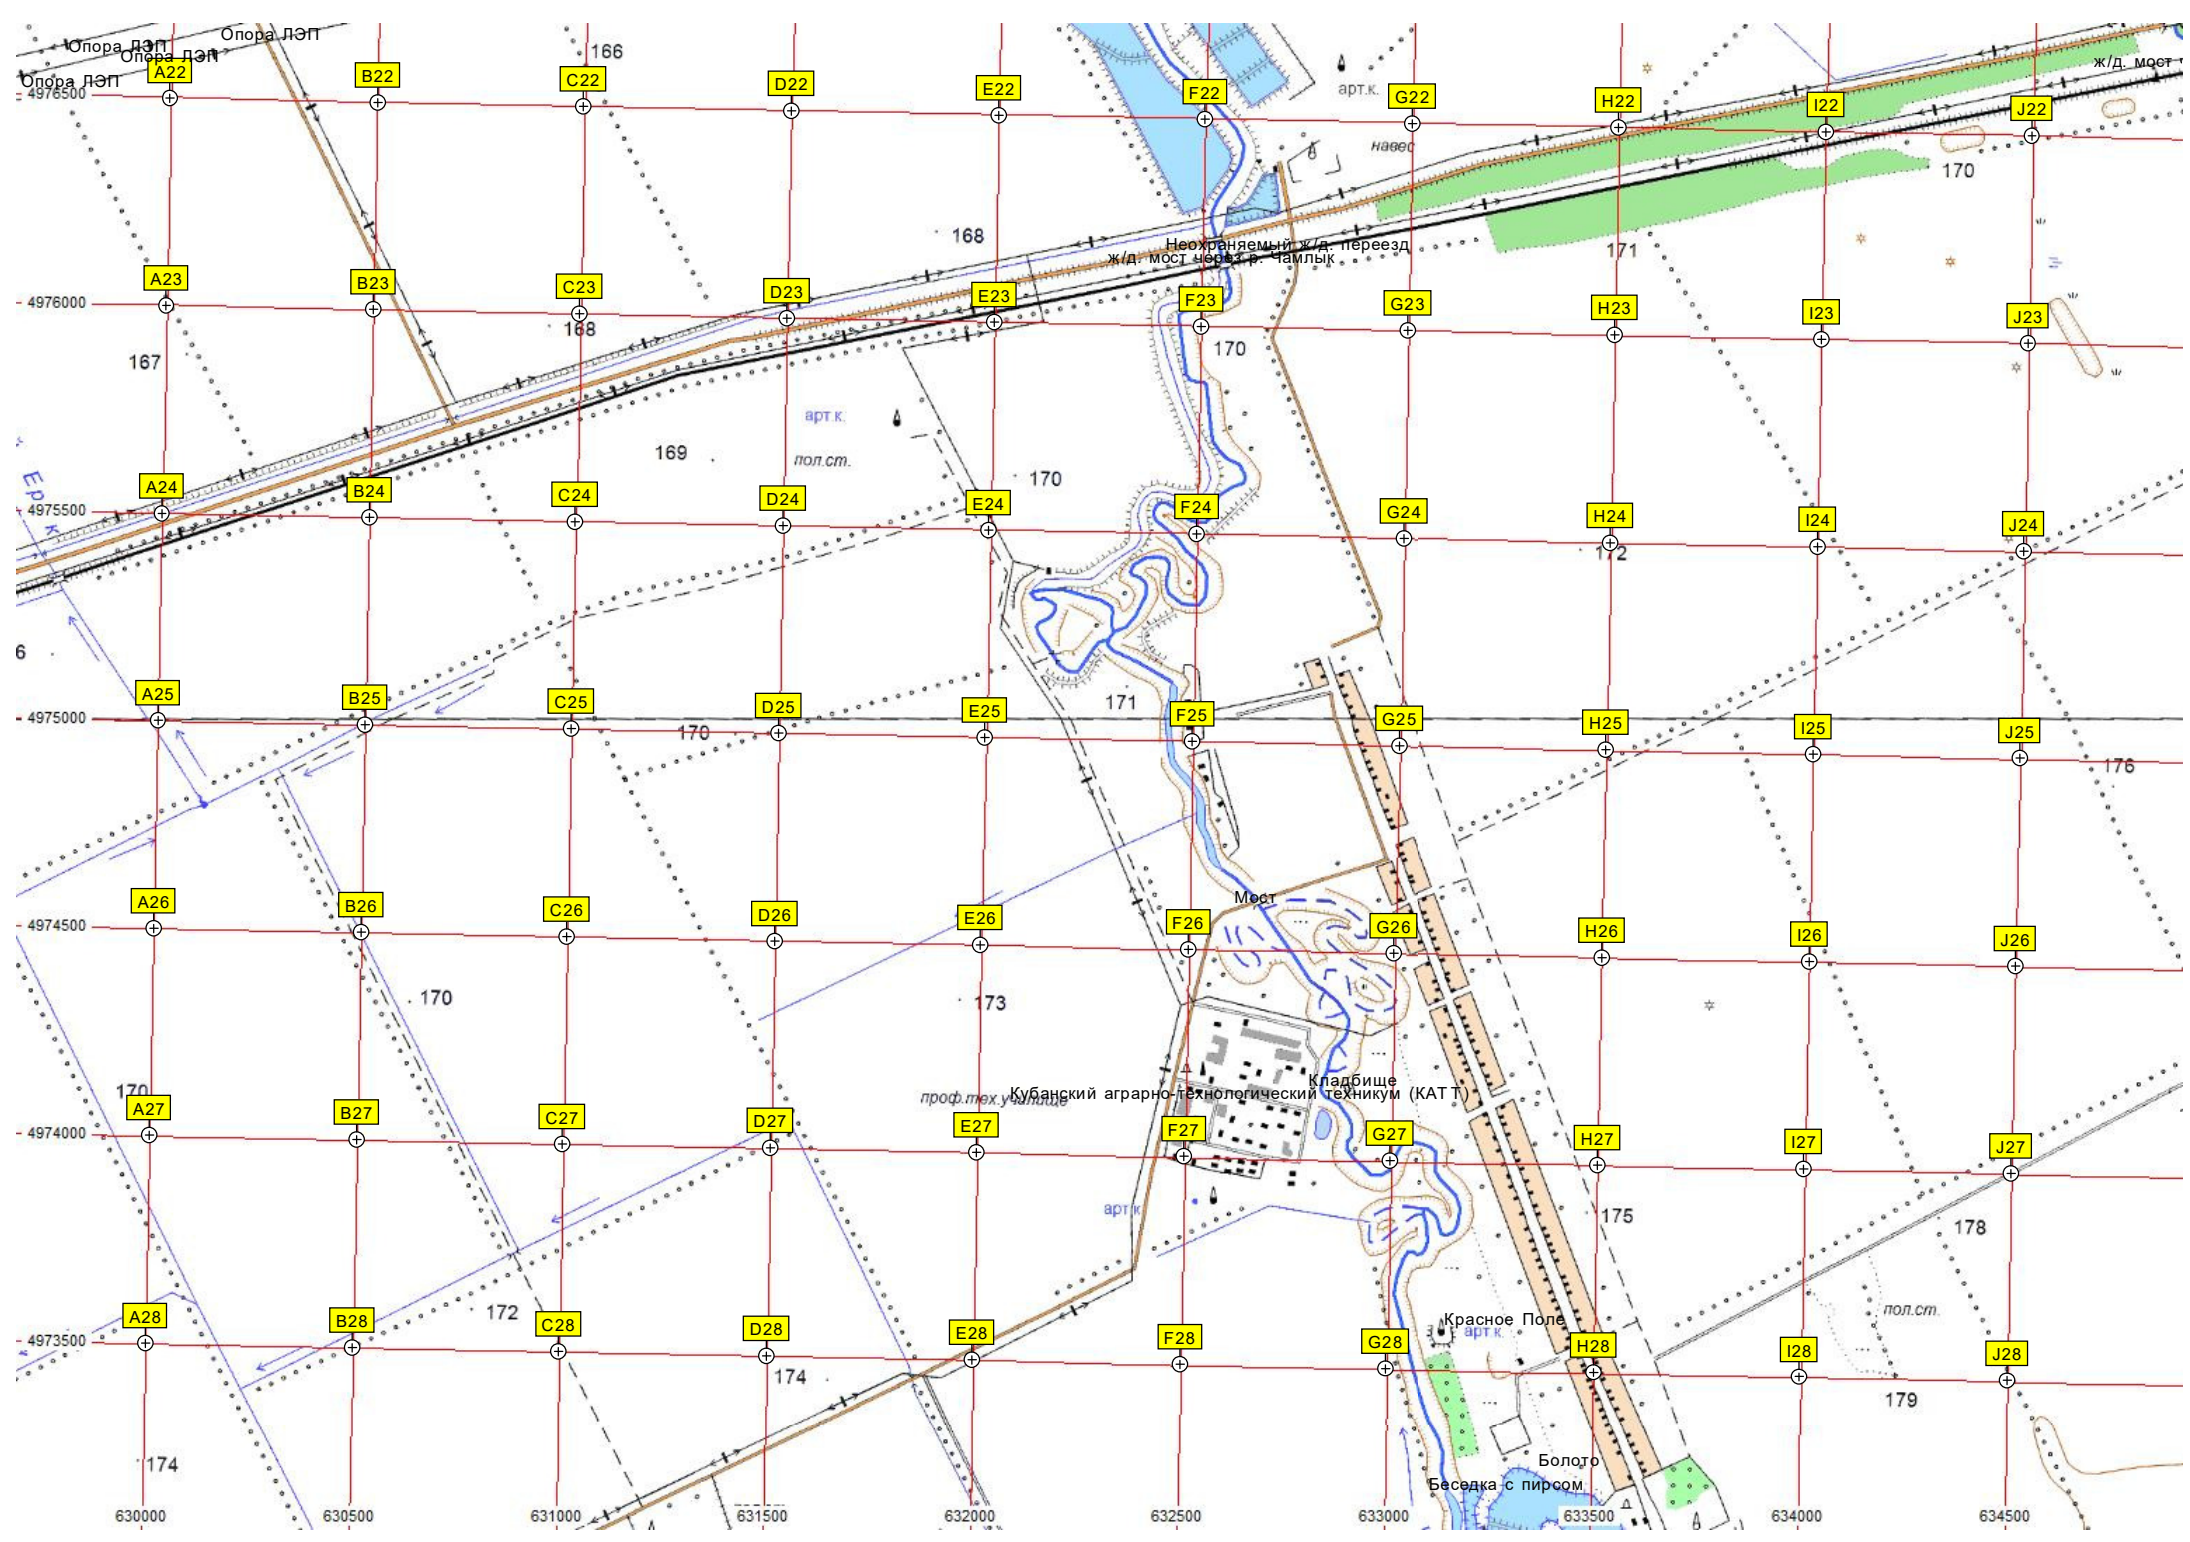 Опора ЛЭП
Опора ЛЭП
Опора ЛЭП
Опора ЛЭП
166
арт.к.
ж/д. мост
4976500
A22 B22 C22 D22 E22 F22 G22 H22 I22 J22
навес
170
168
171
Неохраняемый ж/д. переезд
ж/д. мост через р. Чамлык
4976000
A23 B23 C23 D23 E23 F23 G23 H23 I23 J23
168
167
170
арт.к.
169
пол.ст.
170
Ерик
4975500
A24 B24 C24 D24 E24 F24 G24 H24 I24 J24
172
6
171
4975000
A25 B25 C25 D25 E25 F25 G25 H25 I25 J25
170
176
Мост
4974500
A26 B26 C26 D26 E26 F26 G26 H26 I26 J26
170
173
Кладбище
170
Кубанский аграрно-технологический техникум (КАТТ)
проф.тех.училище
4974000
A27 B27 C27 D27 E27 F27 G27 H27 I27 J27
арт.к.
175
178
172
пол.ст.
Красное Поле
арт.к.
4973500
A28 B28 C28 D28 E28 F28 G28 H28 I28 J28
174
179
174
Болото
Беседка с пирсом
630000 630500 631000 631500 632000 632500 633000 633500 634000 634500